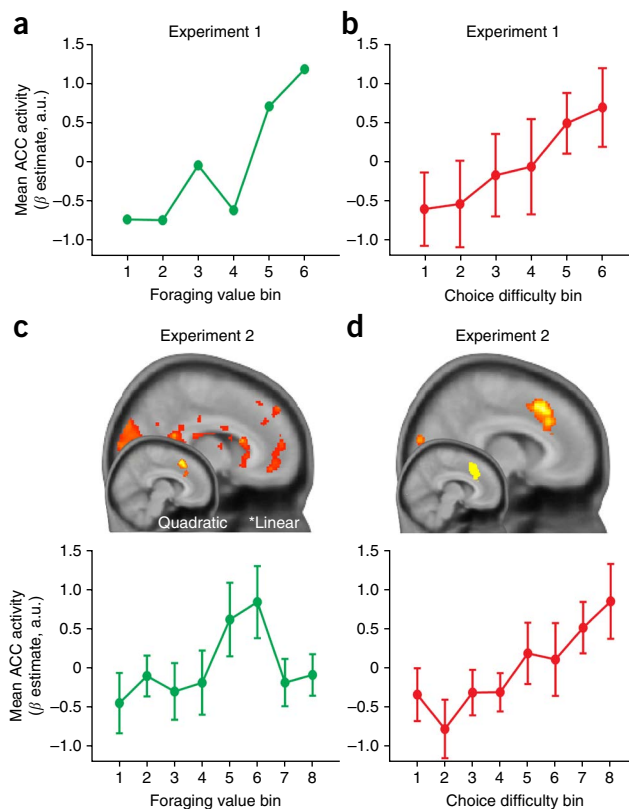 a
Experiment 1
Mean ACC activity
(β estimate, a.u.)
1.5
1.0
0.5
0
–0.5
–1.0
1 2 3 4 5 6
Foraging value bin
b
Experiment 1
1.5
1.0
0.5
0
–0.5
–1.0
1 2 3 4 5 6
Choice difficulty bin
c
Experiment 2
Quadratic *Linear
Mean ACC activity
(β estimate, a.u.)
1.5
1.0
0.5
0
–0.5
–1.0
1 2 3 4 5 6 7 8
Foraging value bin
d
Experiment 2
1.5
1.0
0.5
0
–0.5
–1.0
1 2 3 4 5 6 7 8
Choice difficulty bin